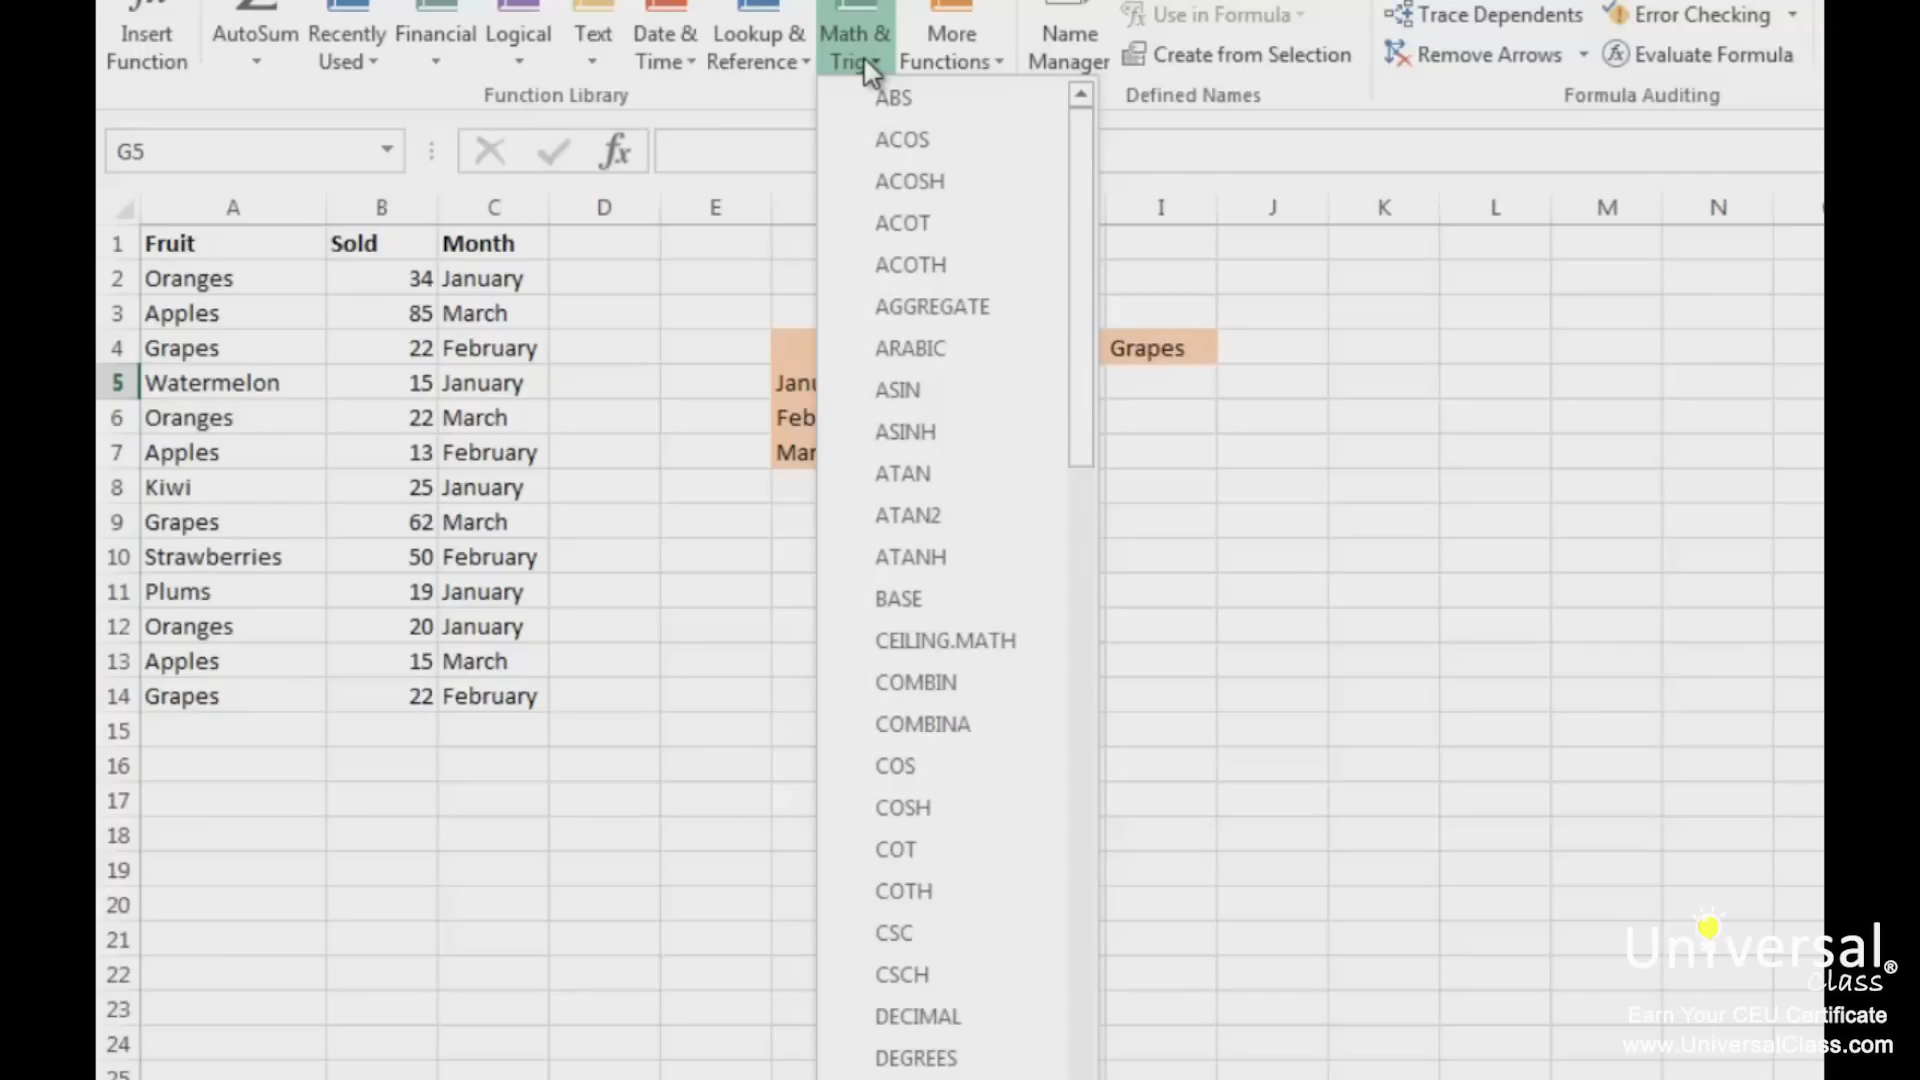 Insert Function
AutoSum
Recently Used
Financial
Logical
Text
Date & Time
Lookup & Reference
Math & Trig
More Functions
Function Library
Name Manager
Use in Formula
Create from Selection
Defined Names
Trace Dependents
Remove Arrows
Error Checking
Evaluate Formula
Formula Auditing
G5
fx
A B C D E I J K L M N
1 Fruit Sold Month
2 Oranges 34 January
3 Apples 85 March
4 Grapes 22 February Grapes
5 Watermelon 15 January Janu
6 Oranges 22 March Feb
7 Apples 13 February Mar
8 Kiwi 25 January
9 Grapes 62 March
10 Strawberries 50 February
11 Plums 19 January
12 Oranges 20 January
13 Apples 15 March
14 Grapes 22 February
15
16
17
18
19
20
21
22
23
24
25
ABS
ACOS
ACOSH
ACOT
ACOTH
AGGREGATE
ARABIC
ASIN
ASINH
ATAN
ATAN2
ATANH
BASE
CEILING.MATH
COMBIN
COMBINA
COS
COSH
COT
COTH
CSC
CSCH
DECIMAL
DEGREES
Universal®
Class
Earn Your CEU Certificate
www.UniversalClass.com